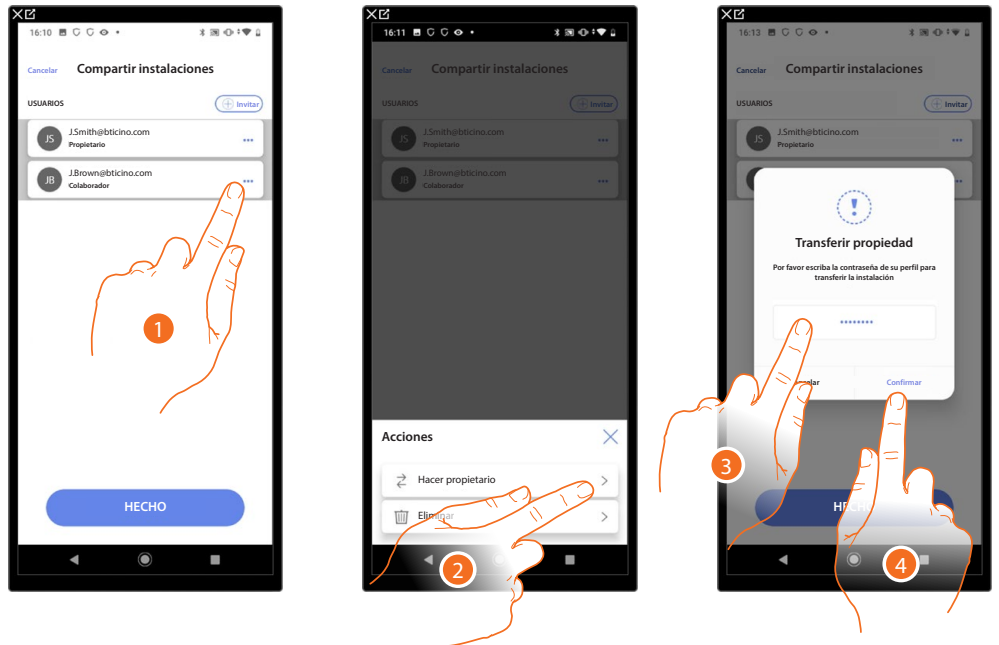 16:10
Cancelar Compartir instalaciones
USUARIOS Invitar
JS J.Smith@bticino.com
Propietario
JB J.Brown@bticino.com
Colaborador
1
HECHO
16:11
Cancelar Compartir instalaciones
USUARIOS Invitar
JS J.Smith@bticino.com
Propietario
JB J.Brown@bticino.com
Colaborador
Acciones
Hacer propietario
Eliminar
2
16:13
Cancelar Compartir instalaciones
USUARIOS Invitar
JS J.Smith@bticino.com
Propietario
Transferir propiedad
Por favor escriba la contraseña de su perfil para
transferir la instalación
••••••••
Confirmar
3
4